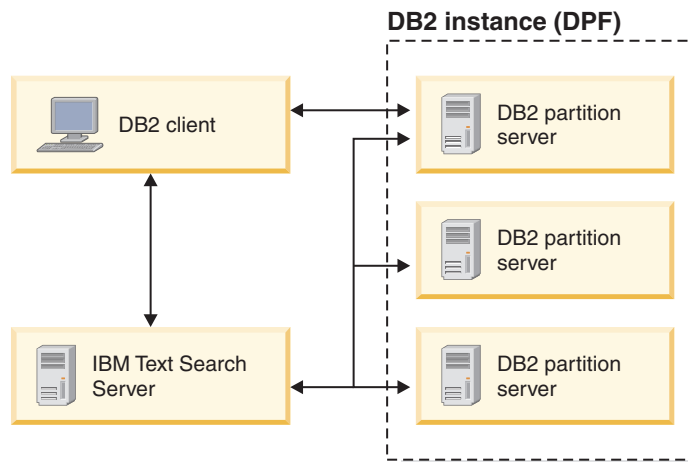 DB2 instance (DPF)
DB2 client
DB2 partition
server
DB2 partition
server
IBM Text Search
Server
DB2 partition
server